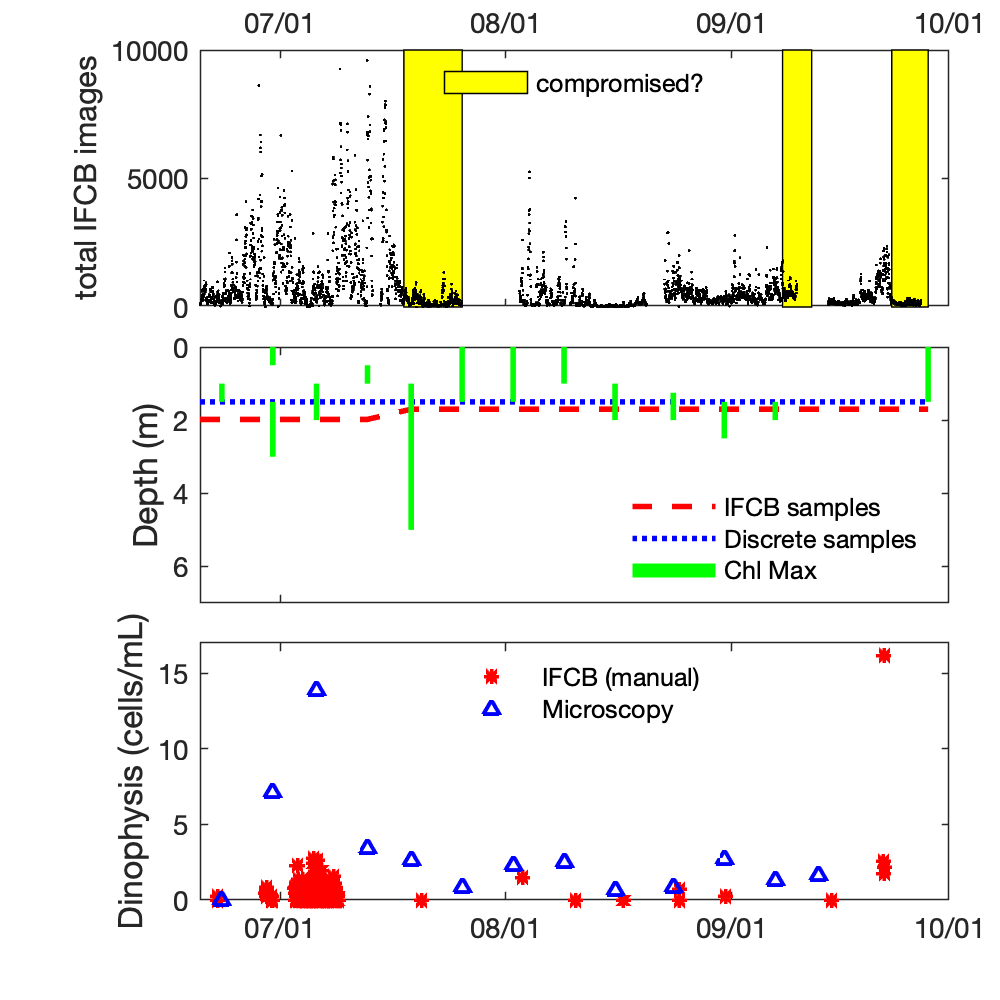 07/01 08/01 09/01 10/01
total IFCB images
10000
5000
0
compromised?
Depth (m)
0
2
4
6
IFCB samples
Discrete samples
Chl Max
Dinophysis (cells/mL)
15
10
5
0
IFCB (manual)
Microscopy
07/01 08/01 09/01 10/01